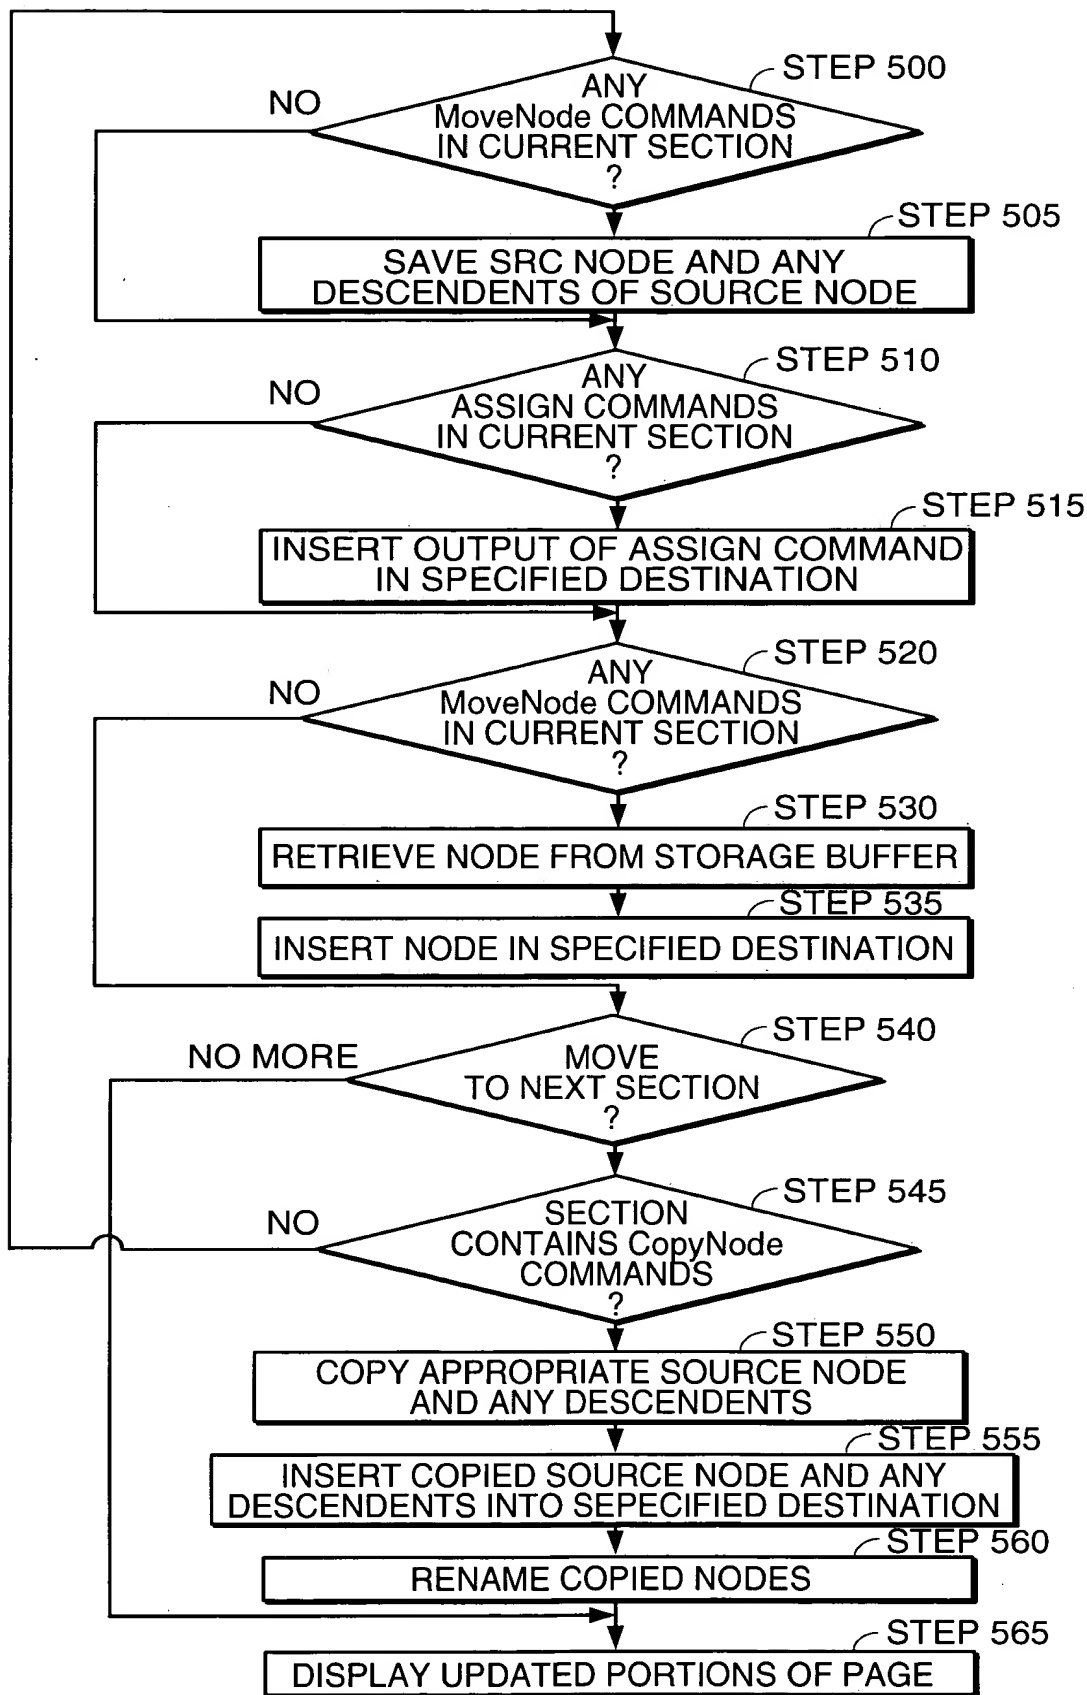 STEP 500
ANY
MoveNode COMMANDS
IN CURRENT SECTION
?
NO
STEP 505
SAVE SRC NODE AND ANY
DESCENDENTS OF SOURCE NODE
STEP 510
ANY
ASSIGN COMMANDS
IN CURRENT SECTION
?
NO
STEP 515
INSERT OUTPUT OF ASSIGN COMMAND
IN SPECIFIED DESTINATION
STEP 520
ANY
MoveNode COMMANDS
IN CURRENT SECTION
?
NO
STEP 530
RETRIEVE NODE FROM STORAGE BUFFER
STEP 535
INSERT NODE IN SPECIFIED DESTINATION
STEP 540
MOVE
TO NEXT SECTION
?
NO MORE
STEP 545
SECTION
CONTAINS CopyNode
COMMANDS
?
NO
STEP 550
COPY APPROPRIATE SOURCE NODE
AND ANY DESCENDENTS
STEP 555
INSERT COPIED SOURCE NODE AND ANY
DESCENDENTS INTO SEPECIFIED DESTINATION
STEP 560
RENAME COPIED NODES
STEP 565
DISPLAY UPDATED PORTIONS OF PAGE